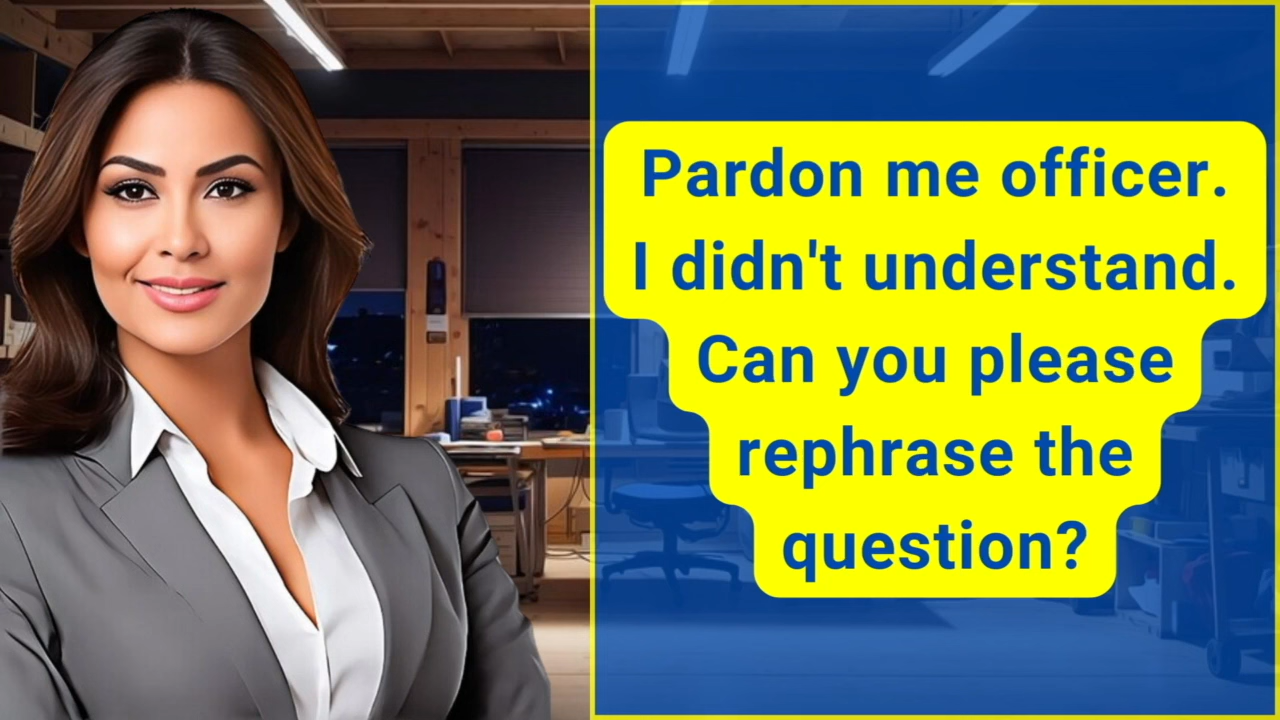 Pardon me officer.
I didn't understand.
Can you please
rephrase the
question?